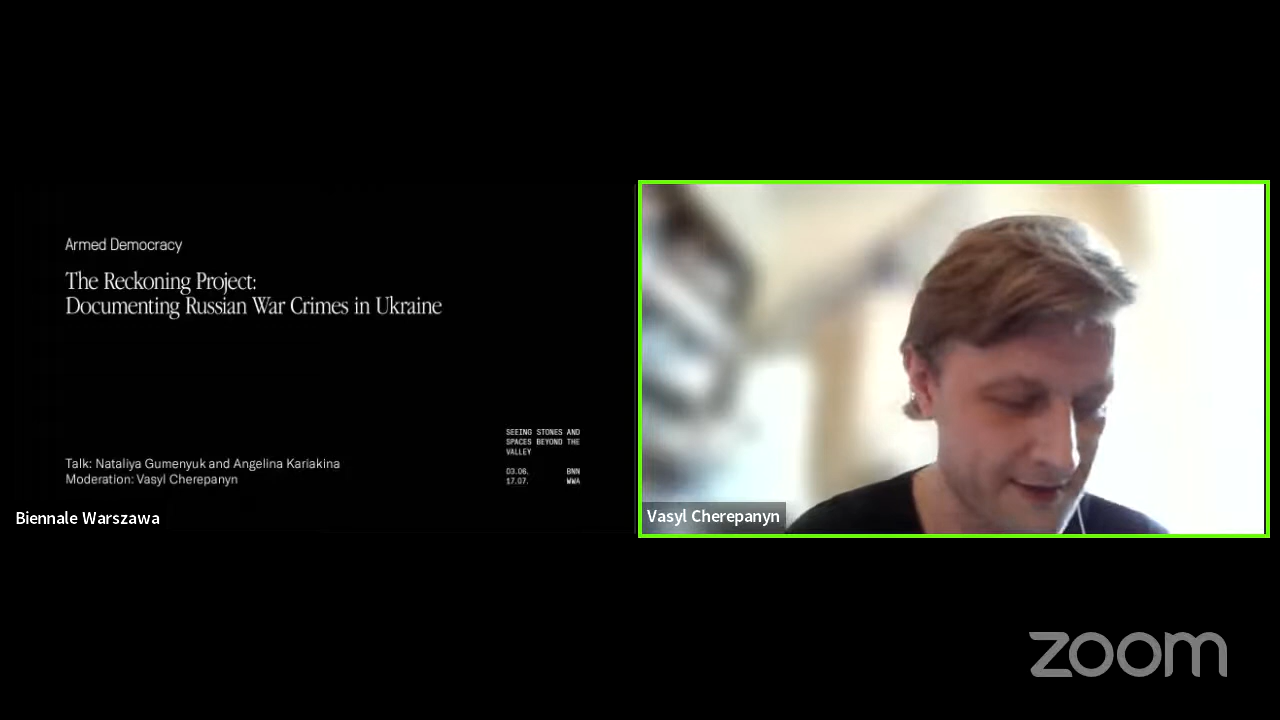 Armed Democracy
The Reckoning Project:
Documenting Russian War Crimes in Ukraine
SEEING STONES AND
SPACES BEYOND THE
VALLEY
03.06. BNN
17.07. WWA
Talk: Nataliya Gumenyuk and Angelina Kariakina
Moderation: Vasyl Cherepanyn
Biennale Warszawa
Vasyl Cherepanyn
zoom